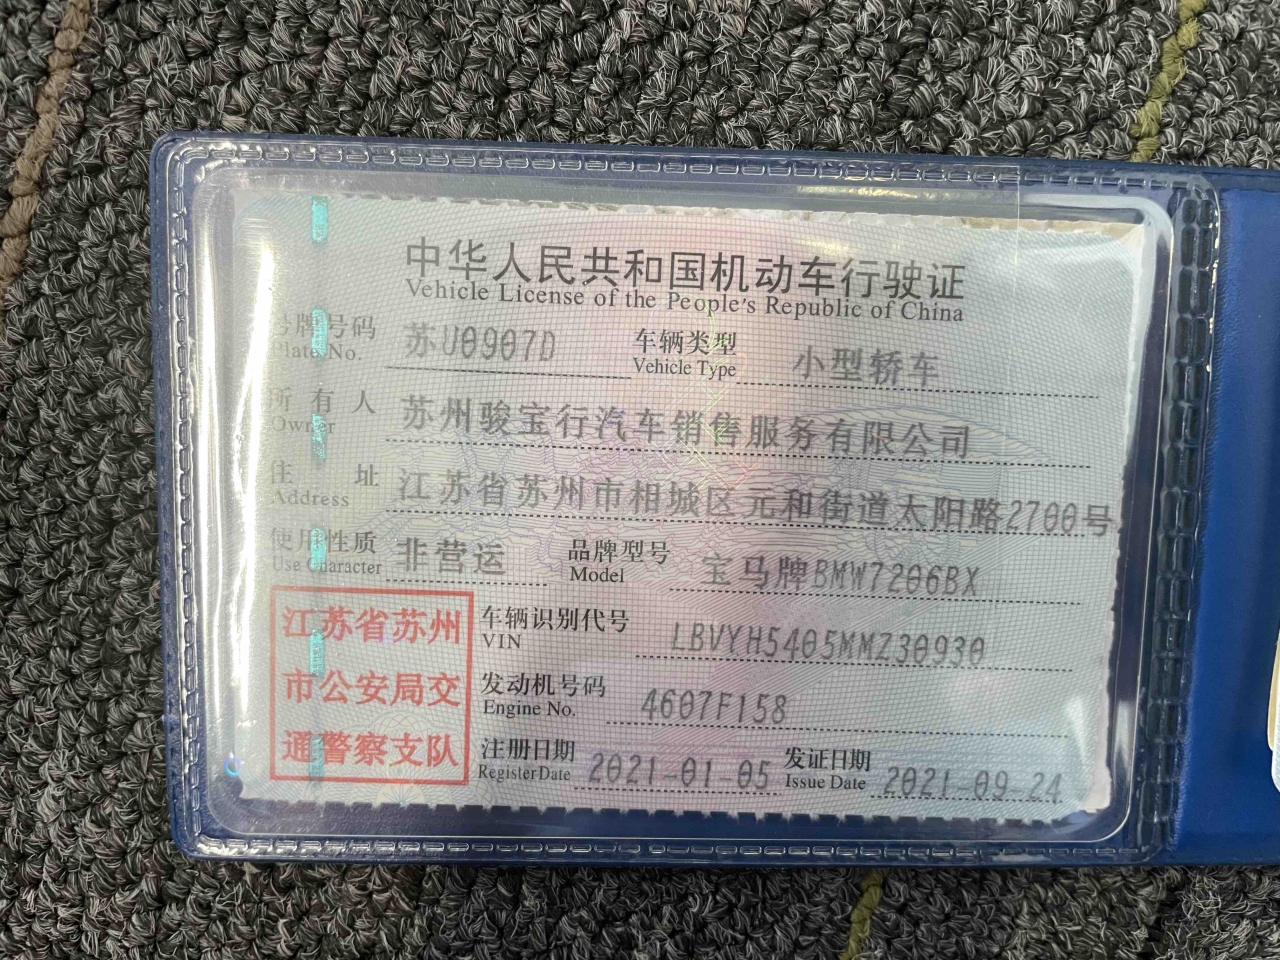 中华人民共和国机动车行驶证
Vehicle License of the People's Republic of China
号牌号码 苏U0907D 车辆类型 小型轿车
Plate No. Vehicle Type
所有人 苏州骏宝行汽车销售服务有限公司
Owner
住址 江苏省苏州市相城区元和街道太阳路2700号
Address
使用性质 非营运 品牌型号 宝马牌BMW7206BX
Use Character Model
江苏省苏州
市公安局交
通警察支队
车辆识别代号 LBVYH5405MMZ30930
VIN
发动机号码 4607F158
Engine No.
注册日期 2021-01-05 发证日期 2021-09-24
Register Date Issue Date